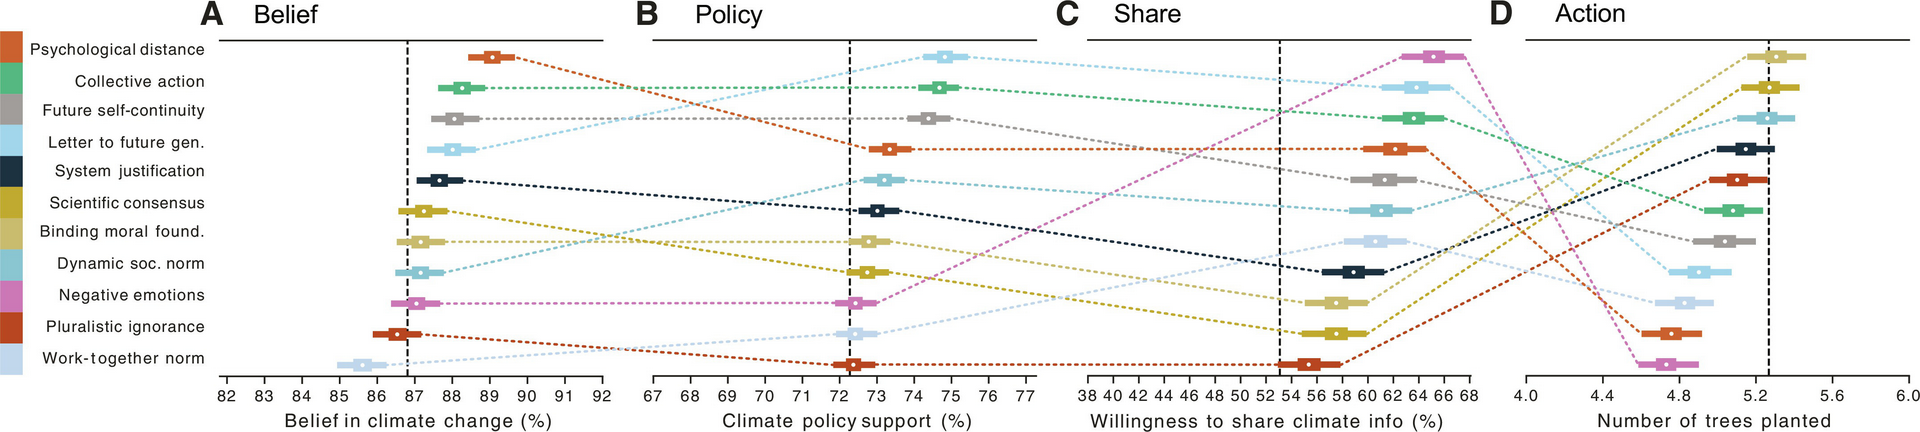 A Belief
B Policy
C Share
D Action
Psychological distance
Collective action
Future self-continuity
Letter to future gen.
System justification
Scientific consensus
Binding moral found.
Dynamic soc. norm
Negative emotions
Pluralistic ignorance
Work-together norm
82 83 84 85 86 87 88 89 90 91 92
Belief in climate change (%)
67 68 69 70 71 72 73 74 75 76 77
Climate policy support (%)
38 40 42 44 46 48 50 52 54 56 58 60 62 64 66 68
Willingness to share climate info (%)
4.0 4.4 4.8 5.2 5.6 6.0
Number of trees planted